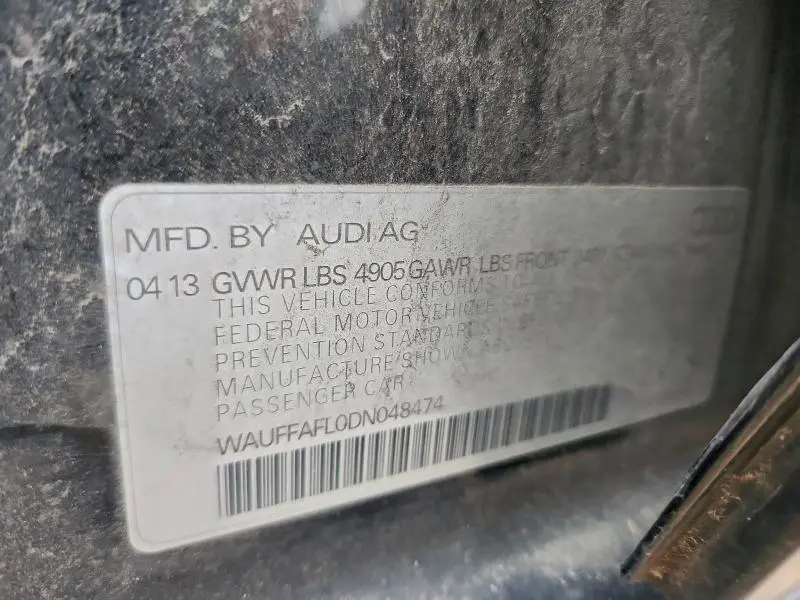 MFD. BY AUDI AG
04 13 GVWR LBS 4905 GAWR LBS FRONT
THIS VEHICLE CONFORMS TO
FEDERAL MOTOR VEHICLE
PREVENTION STANDARDS
MANUFACTURE SHOWN
PASSENGER CAR
WAUFFAFL0DN048474